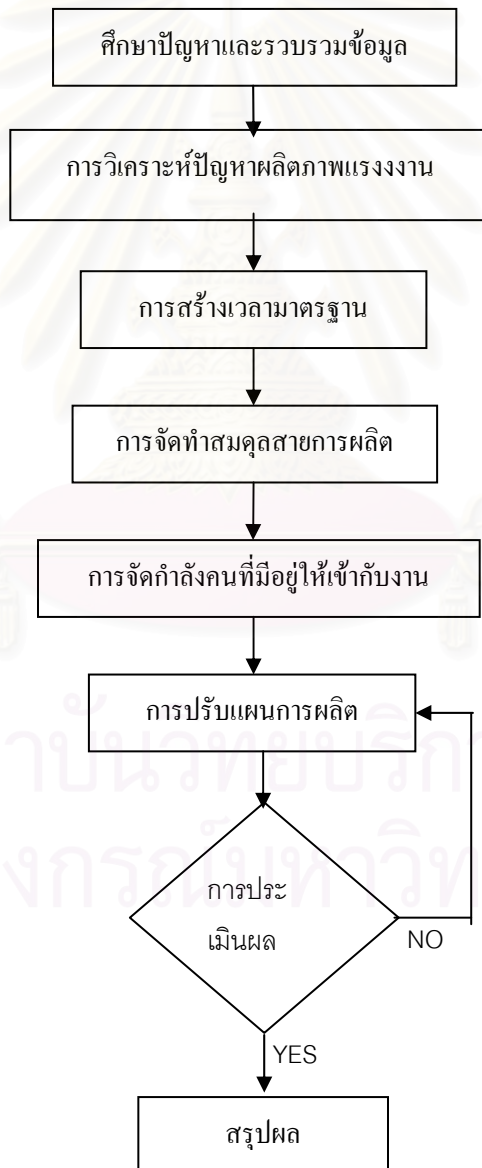 ศึกษาปัญหาและรวบรวมข้อมูล
การวิเคราะห์ปัญหาผลิตภาพแรงงงาน
การสร้างเวลามาตรฐาน
การจัดทำสมดุลสายการผลิต
การจัดกำลังคนที่มีอยู่ให้เข้ากับงาน
การปรับแผนการผลิต
การประ
เมินผล
NO
YES
สรุปผล